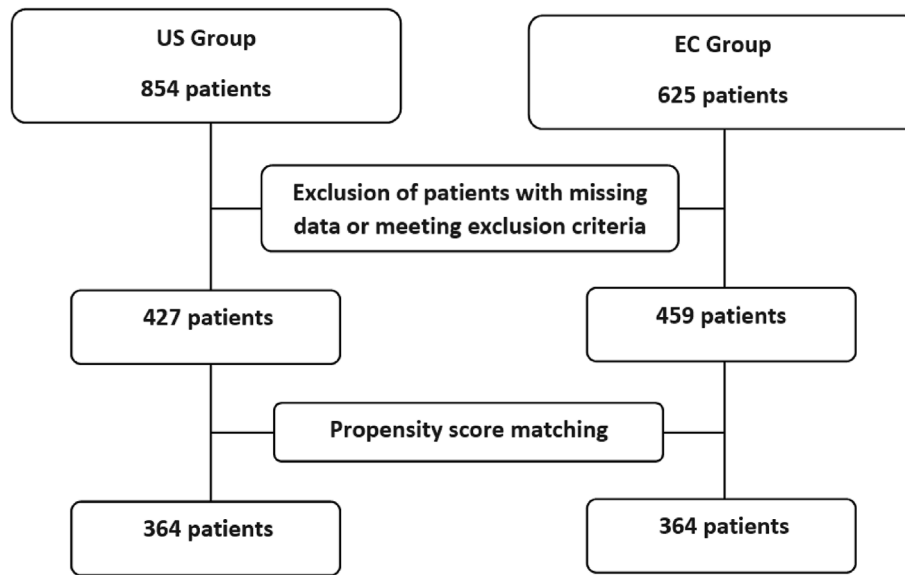 US Group
854 patients
EC Group
625 patients
Exclusion of patients with missing
data or meeting exclusion criteria
427 patients
459 patients
Propensity score matching
364 patients
364 patients